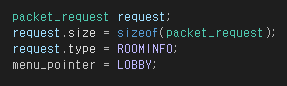 packet_request request;
request.size = sizeof(packet_request);
request.type = ROOMINFO;
menu_pointer = LOBBY;